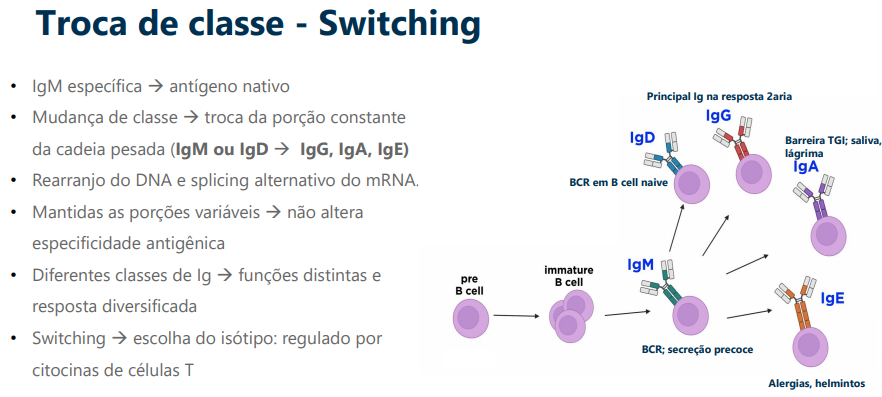 Troca de classe - Switching
• IgM específica → antígeno nativo
• Mudança de classe → troca da porção constante
da cadeia pesada (IgM ou IgD → IgG, IgA, IgE)
• Rearranjo do DNA e splicing alternativo do mRNA.
• Mantidas as porções variáveis → não altera
especificidade antigênica
• Diferentes classes de Ig → funções distintas e
resposta diversificada
• Switching → escolha do isótipo: regulado por
citocinas de células T
Principal Ig na resposta 2aria
IgG
IgD
BCR em B cell naive
Barreira TGI; saliva,
lágrima
IgA
pre
B cell
immature
B cell
IgM
BCR; secreção precoce
IgE
Alergias, helmintos